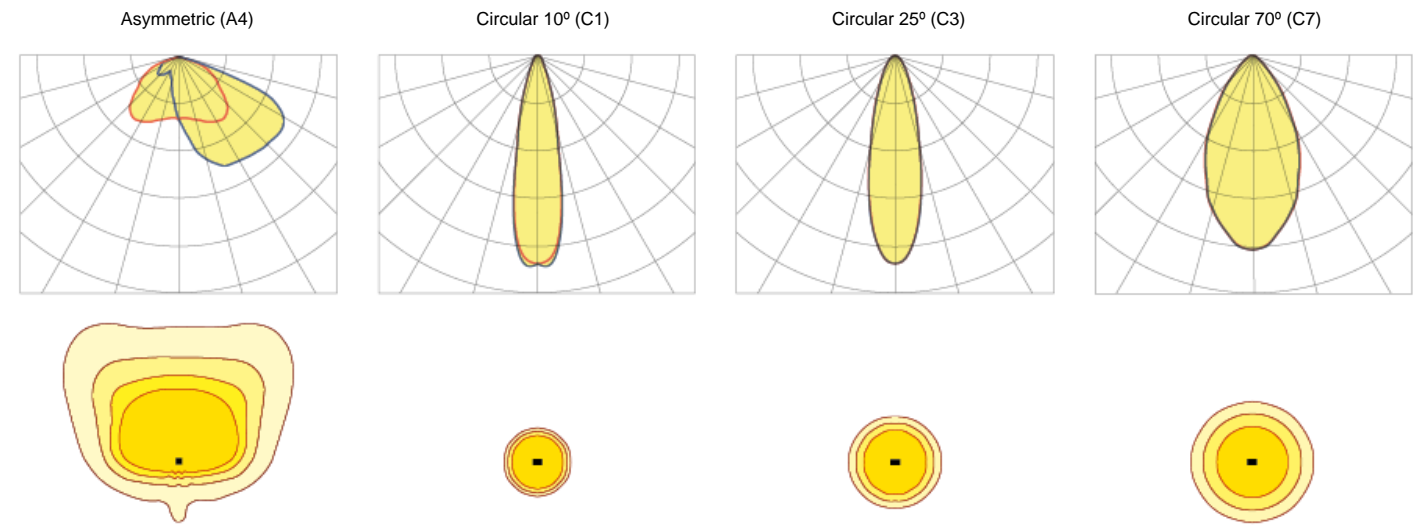 Asymmetric (A4)
Circular 10º (C1)
Circular 25º (C3)
Circular 70º (C7)